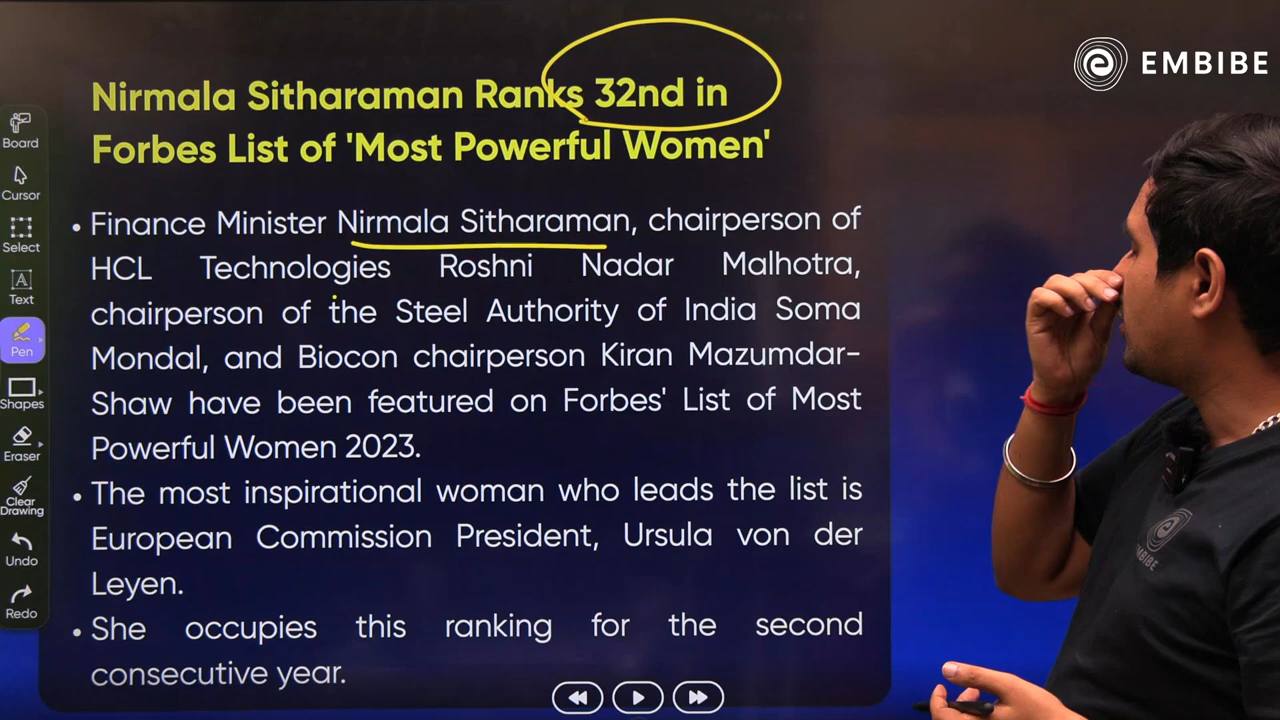 EMBIBE
Nirmala Sitharaman Ranks 32nd in
Forbes List of 'Most Powerful Women'
• Finance Minister Nirmala Sitharaman, chairperson of
HCL Technologies Roshni Nadar Malhotra,
chairperson of the Steel Authority of India Soma
Mondal, and Biocon chairperson Kiran Mazumdar-
Shaw have been featured on Forbes' List of Most
Powerful Women 2023.
• The most inspirational woman who leads the list is
European Commission President, Ursula von der
Leyen.
• She occupies this ranking for the second
consecutive year.
Board
Cursor
Select
A
Text
Pen
Shapes
Eraser
Clear
Drawing
Undo
Redo
EMBIBE